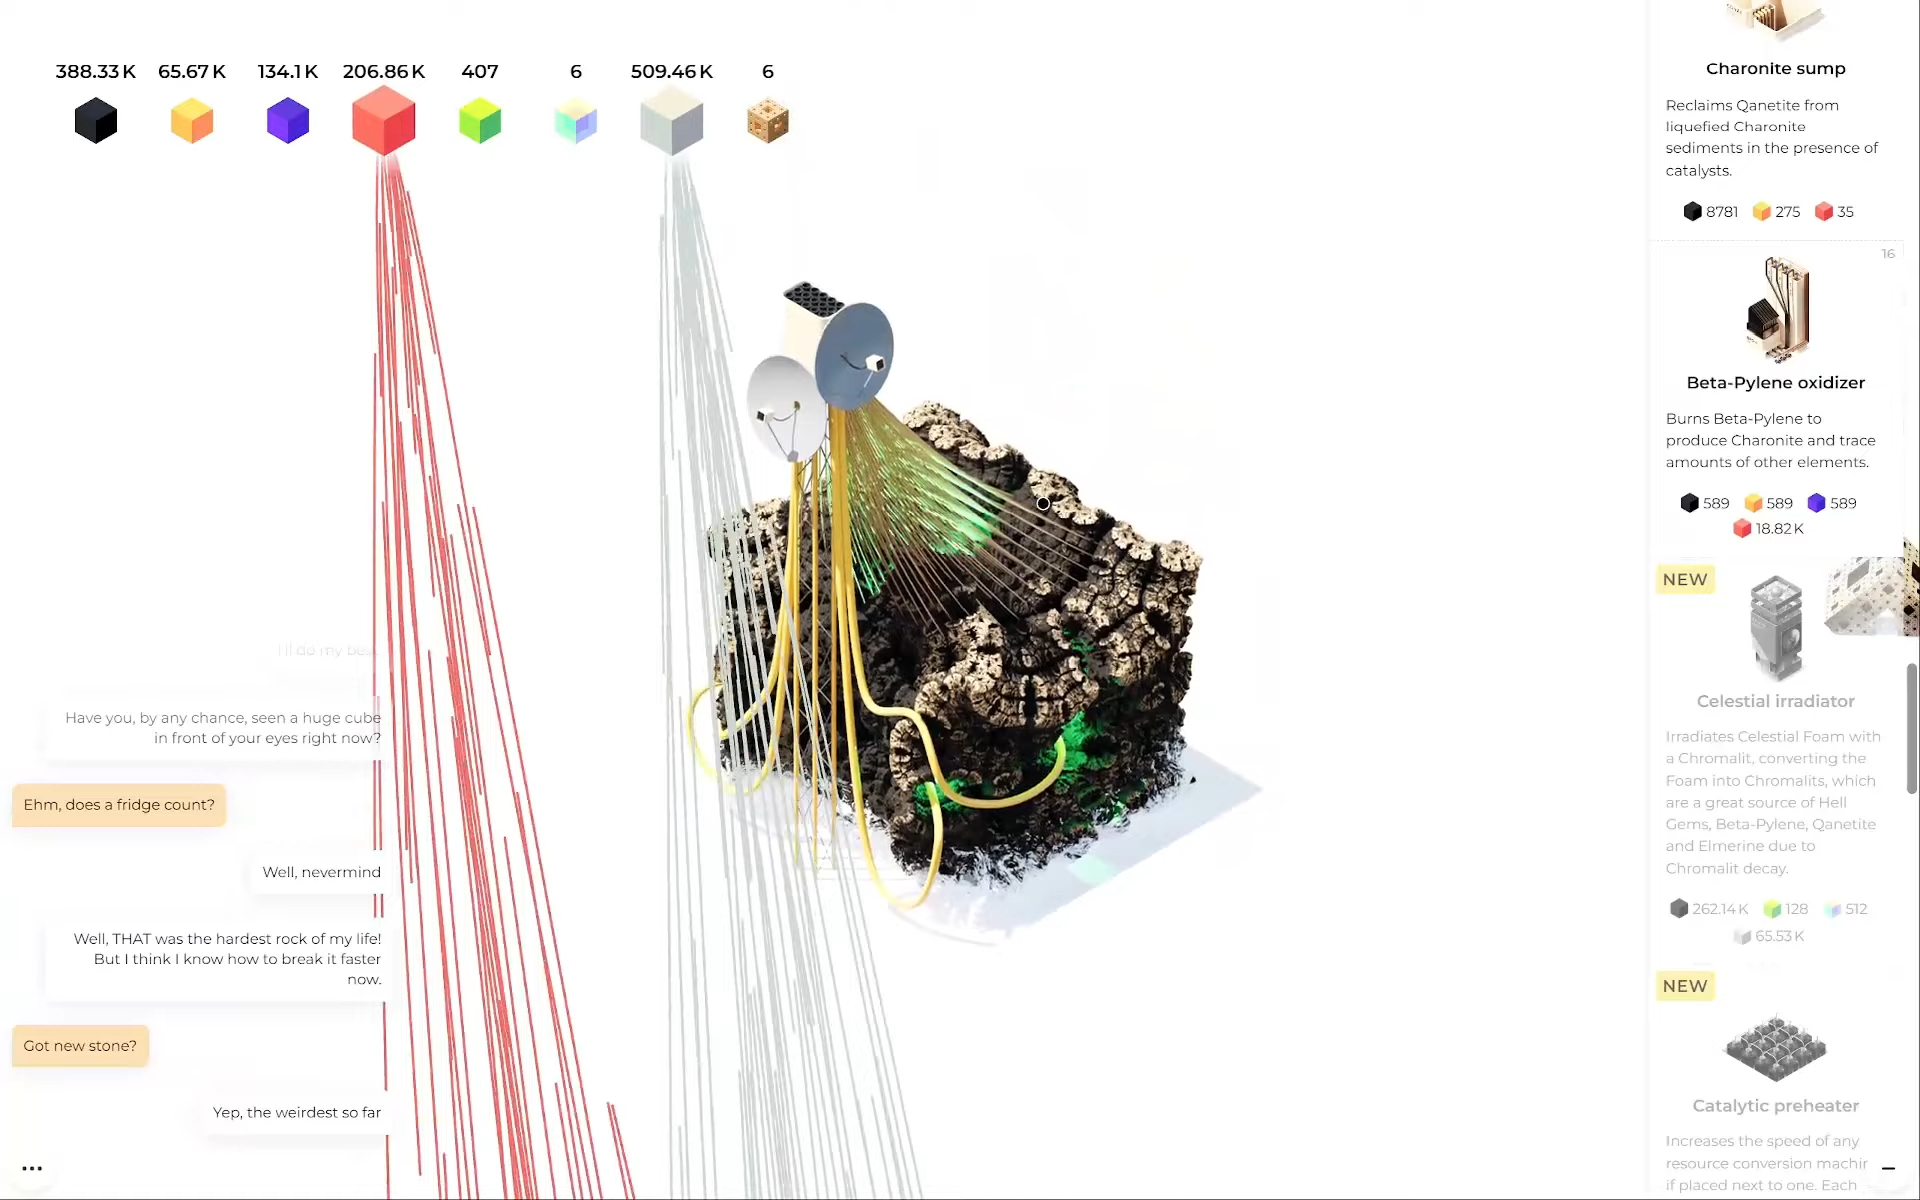 388.33 K 65.67 K 134.1 K 206.86 K 407 6 509.46 K 6
I'll do my best
Have you, by any chance, seen a huge cube
in front of your eyes right now?
Ehm, does a fridge count?
Well, nevermind
Well, THAT was the hardest rock of my life!
But I think I know how to break it faster
now.
Got new stone?
Yep, the weirdest so far
Charonite sump
Reclaims Qanetite from
liquefied Charonite
sediments in the presence of
catalysts.
8781 275 35
16
Beta-Pylene oxidizer
Burns Beta-Pylene to
produce Charonite and trace
amounts of other elements.
589 589 589
18.82 K
NEW
Celestial irradiator
Irradiates Celestial Foam with
a Chromalit, converting the
Foam into Chromalits, which
are a great source of Hell
Gems, Beta-Pylene, Qanetite
and Elmerine due to
Chromalit decay.
262.14 K 128 512
65.53 K
NEW
Catalytic preheater
Increases the speed of any
resource conversion machin
if placed next to one. Each